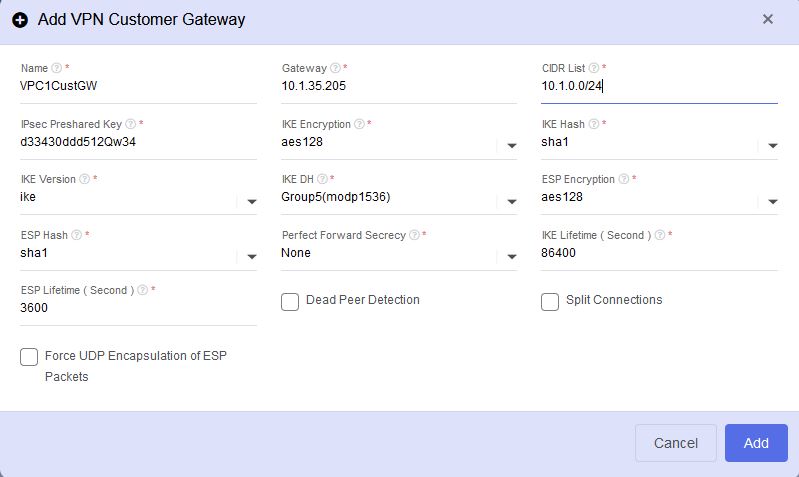 Add VPN Customer Gateway
Name *
Gateway *
CIDR List *
VPC1CustGW
10.1.35.205
10.1.0.0/24
IPsec Preshared Key *
IKE Encryption *
IKE Hash *
d33430ddd512Qw34
aes128
sha1
IKE Version *
IKE DH *
ESP Encryption *
ike
Group5(modp1536)
aes128
ESP Hash *
Perfect Forward Secrecy *
IKE Lifetime ( Second ) *
sha1
None
86400
ESP Lifetime ( Second ) *
3600
Dead Peer Detection
Split Connections
Force UDP Encapsulation of ESP
Packets
Cancel
Add